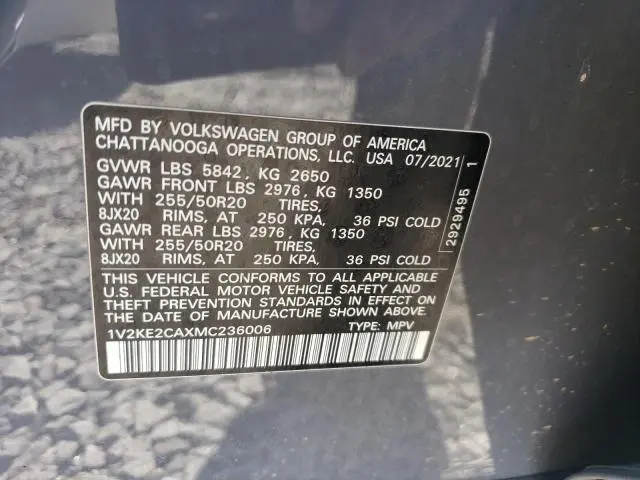 MFD BY VOLKSWAGEN GROUP OF AMERICA
CHATTANOOGA OPERATIONS, LLC. USA 07/2021
GVWR LBS 5842, KG 2650
GAWR FRONT LBS 2976, KG 1350
WITH 255/50R20 TIRES,
8JX20 RIMS, AT 250 KPA, 36 PSI COLD
GAWR REAR LBS 2976, KG 1350
WITH 255/50R20 TIRES,
8JX20 RIMS, AT 250 KPA, 36 PSI COLD
THIS VEHICLE CONFORMS TO ALL APPLICABLE
U.S. FEDERAL MOTOR VEHICLE SAFETY AND
THEFT PREVENTION STANDARDS IN EFFECT ON
THE DATE OF MANUFACTURE SHOWN ABOVE.
1V2KE2CAXMC236006 TYPE: MPV
2929495 1